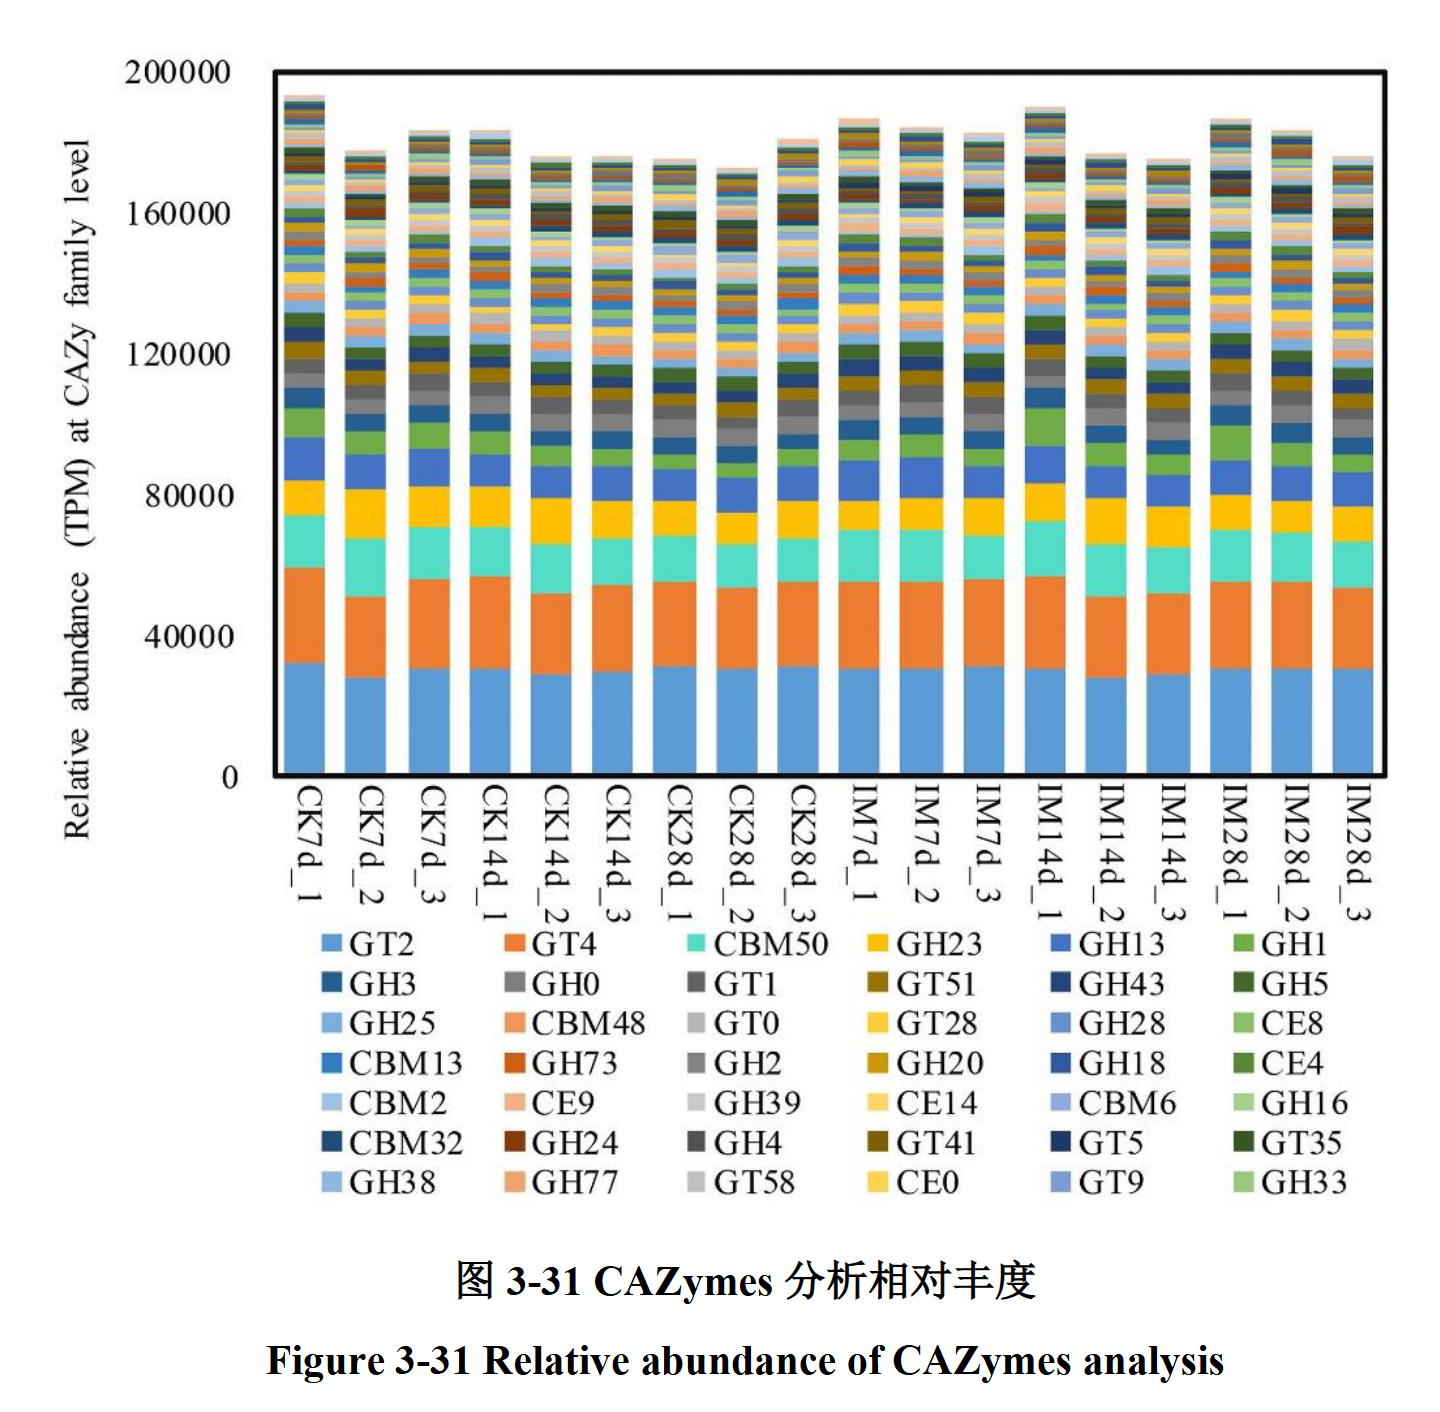 Relative abundance (TPM) at CAZy family level
200000
160000
120000
80000
40000
0
CK7d_1
CK7d_2
CK7d_3
CK14d_1
CK14d_2
CK14d_3
CK28d_1
CK28d_2
CK28d_3
IM7d_1
IM7d_2
IM7d_3
IM14d_1
IM14d_2
IM14d_3
IM28d_1
IM28d_2
IM28d_3
GT2 GT4 CBM50 GH23 GH13 GH1
GH3 GH0 GT1 GT51 GH43 GH5
GH25 CBM48 GT0 GT28 GH28 CE8
CBM13 GH73 GH2 GH20 GH18 CE4
CBM2 CE9 GH39 CE14 CBM6 GH16
CBM32 GH24 GH4 GT41 GT5 GT35
GH38 GH77 GT58 CE0 GT9 GH33
图 3-31 CAZymes 分析相对丰度
Figure 3-31 Relative abundance of CAZymes analysis